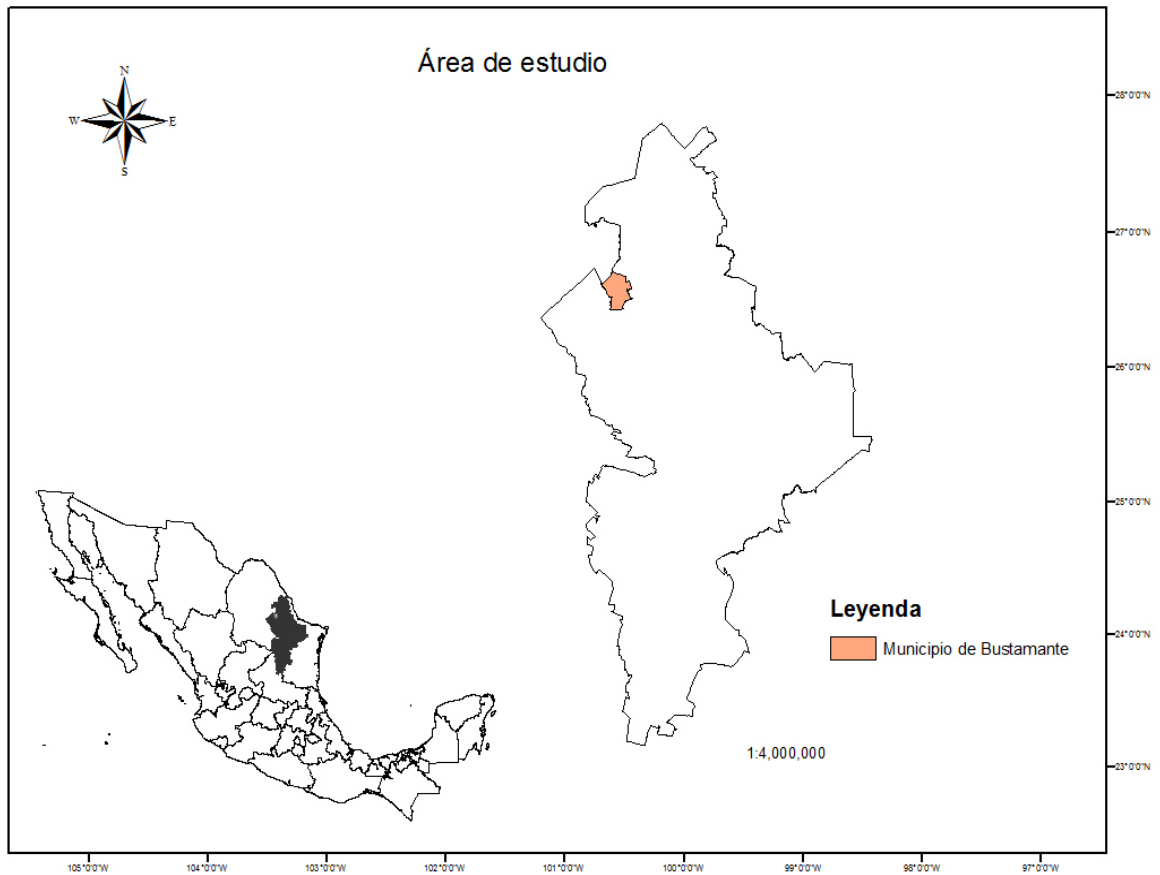 Área de estudio
N
W
E
S
28°0'0"N
27°0'0"N
26°0'0"N
25°0'0"N
24°0'0"N
23°0'0"N
Leyenda
Municipio de Bustamante
1:4,000,000
105°0'0"W
104°0'0"W
103°0'0"W
102°0'0"W
101°0'0"W
100°0'0"W
99°0'0"W
98°0'0"W
97°0'0"W